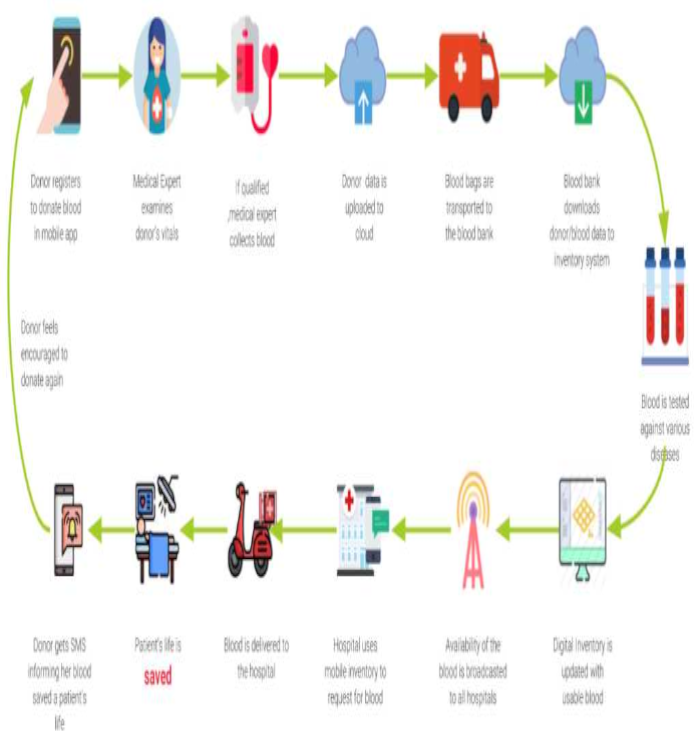 Donor registers
to donate blood
in mobile app
Medical Expert
examines
donor's vitals
If qualified
,medical expert
collects blood
Donor data is
uploaded to
cloud
Blood bags are
transported to
the blood bank
Blood bank
downloads
donor/blood data to
inventory system
Blood is tested
against various
diseases
Digital Inventory is
updated with
usable blood
Availability of the
blood is broadcasted
to all hospitals
Hospital uses
mobile inventory to
request for blood
Blood is delivered to
the hospital
Patient's life is
saved
Donor gets SMS
informing her blood
saved a patient's
life
Donor feels
encouraged to
donate again